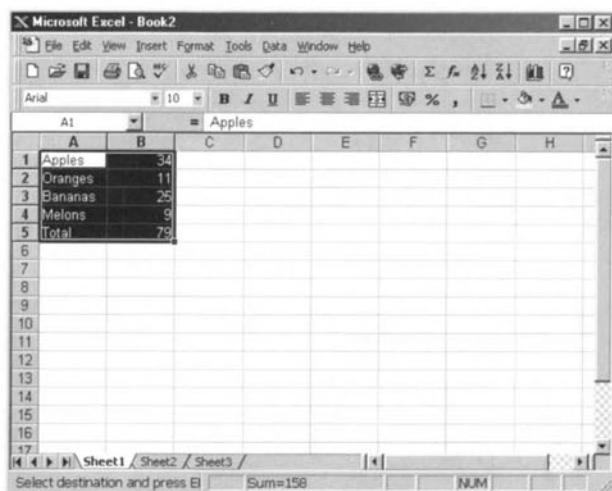 Microsoft Excel - Book2
File Edit View Insert Format Tools Data Window Help
Arial 10 B I U % ,
A1 = Apples
A B C D E F G H
1 Apples 34
2 Oranges 11
3 Bananas 25
4 Melons 9
5 Total 79
6
7
8
9
10
11
12
13
14
15
16
17
Sheet1 Sheet2 Sheet3
Select destination and press E Sum=158 NUM